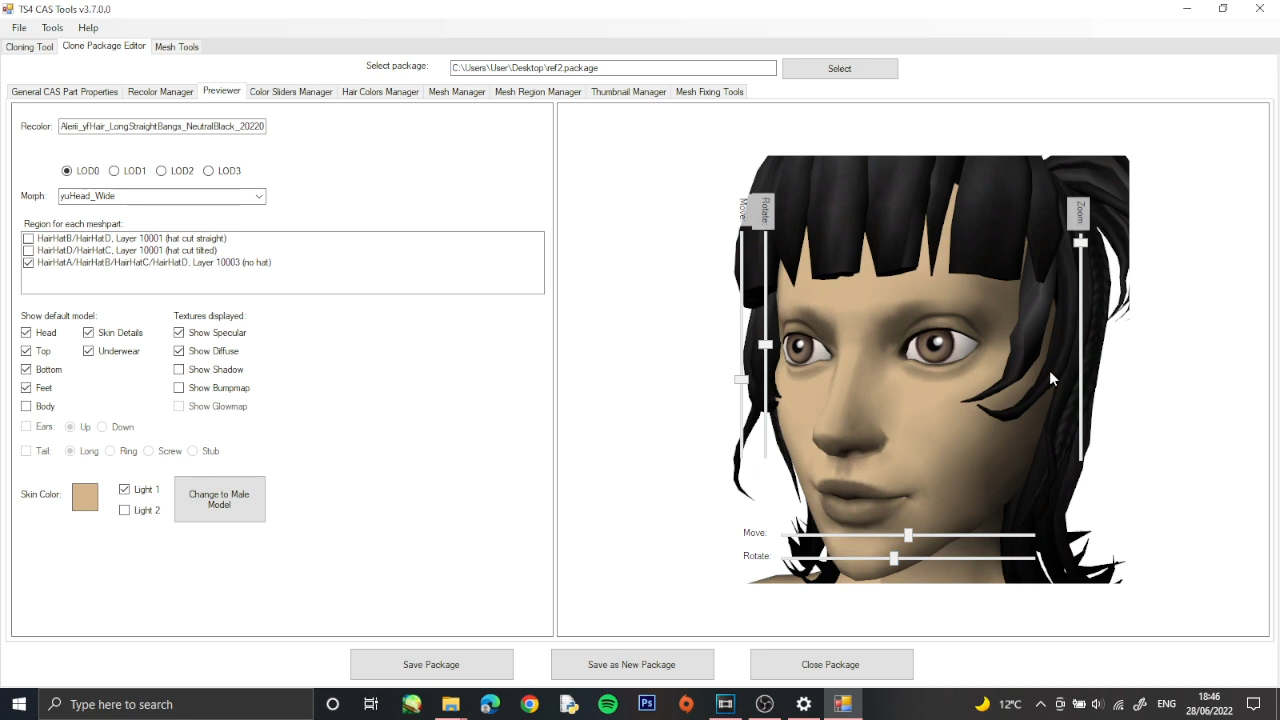 TS4 CAS Tools v3.7.0.0
File Tools Help
Cloning Tool Clone Package Editor Mesh Tools
Select package: C:\Users\User\Desktop\ref2.package Select
General CAS Part Properties Recolor Manager Previewer Color Sliders Manager Hair Colors Manager Mesh Manager Mesh Region Manager Thumbnail Manager Mesh Fixing Tools
Recolor: Alerii_yfHair_LongStraightBangs_NeutralBlack_20220
LOD0 LOD1 LOD2 LOD3
Morph: yuHead_Wide
Region for each meshpart:
HairHatB/HairHatD, Layer 10001 (hat cut straight)
HairHatD/HairHatC, Layer 10001 (hat cut tilted)
HairHatA/HairHatB/HairHatC/HairHatD, Layer 10003 (no hat)
Show default model: Textures displayed:
Head Skin Details Show Specular
Top Underwear Show Diffuse
Bottom Show Shadow
Feet Show Bumpmap
Body Show Glowmap
Ears: Up Down
Tail: Long Ring Screw Stub
Skin Color: Light 1 Light 2
Change to Male
Model
Move:
Rotate:
Zoom:
Move:
Rotate:
Save Package Save as New Package Close Package
Type here to search
Ps
12°C
ENG
18:46
28/06/2022